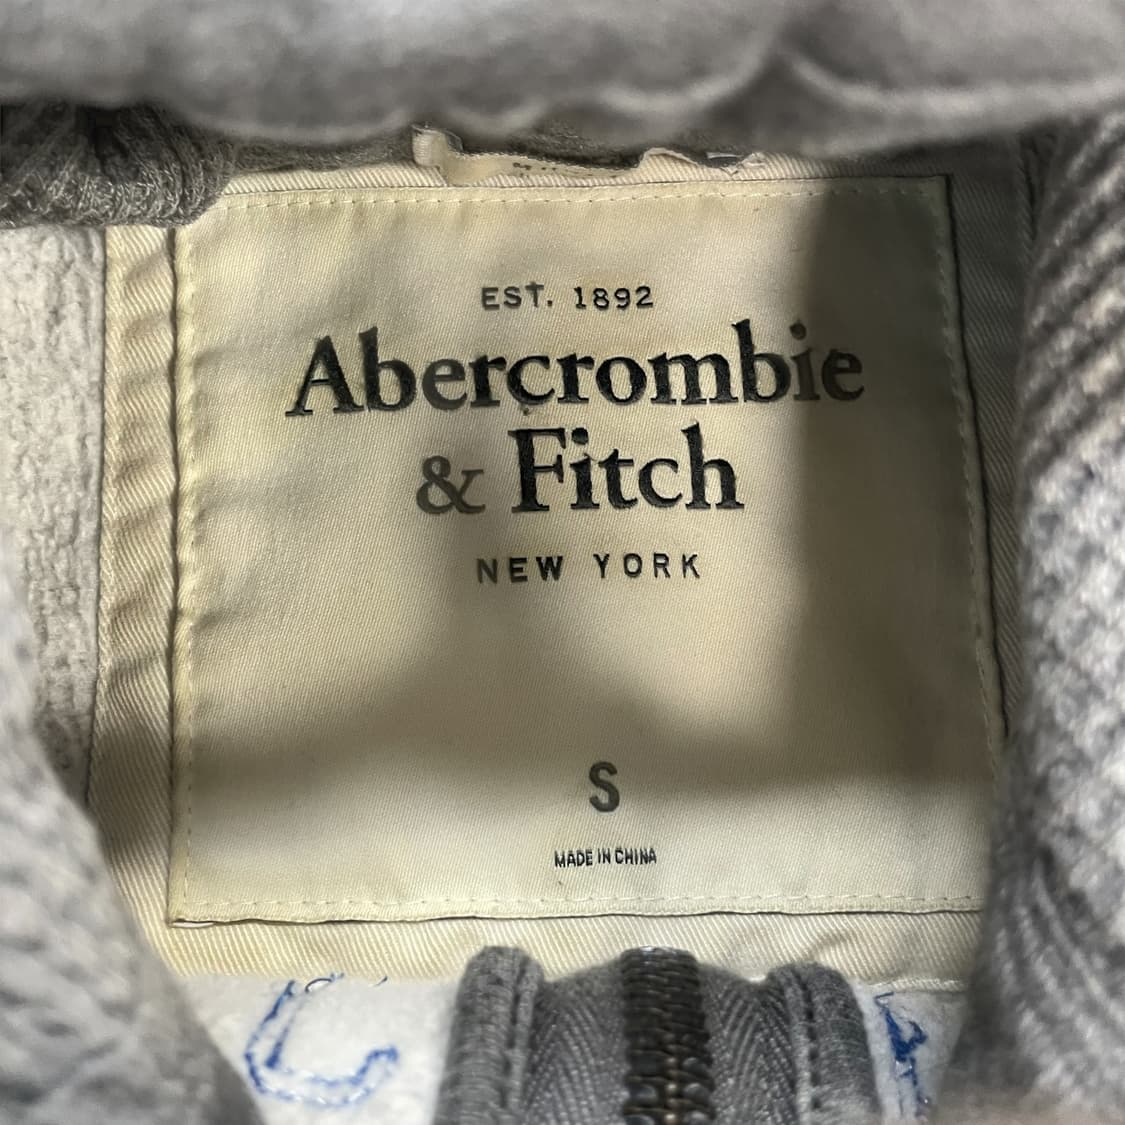 EST. 1892
Abercrombie
& Fitch
NEW YORK
S
MADE IN CHINA